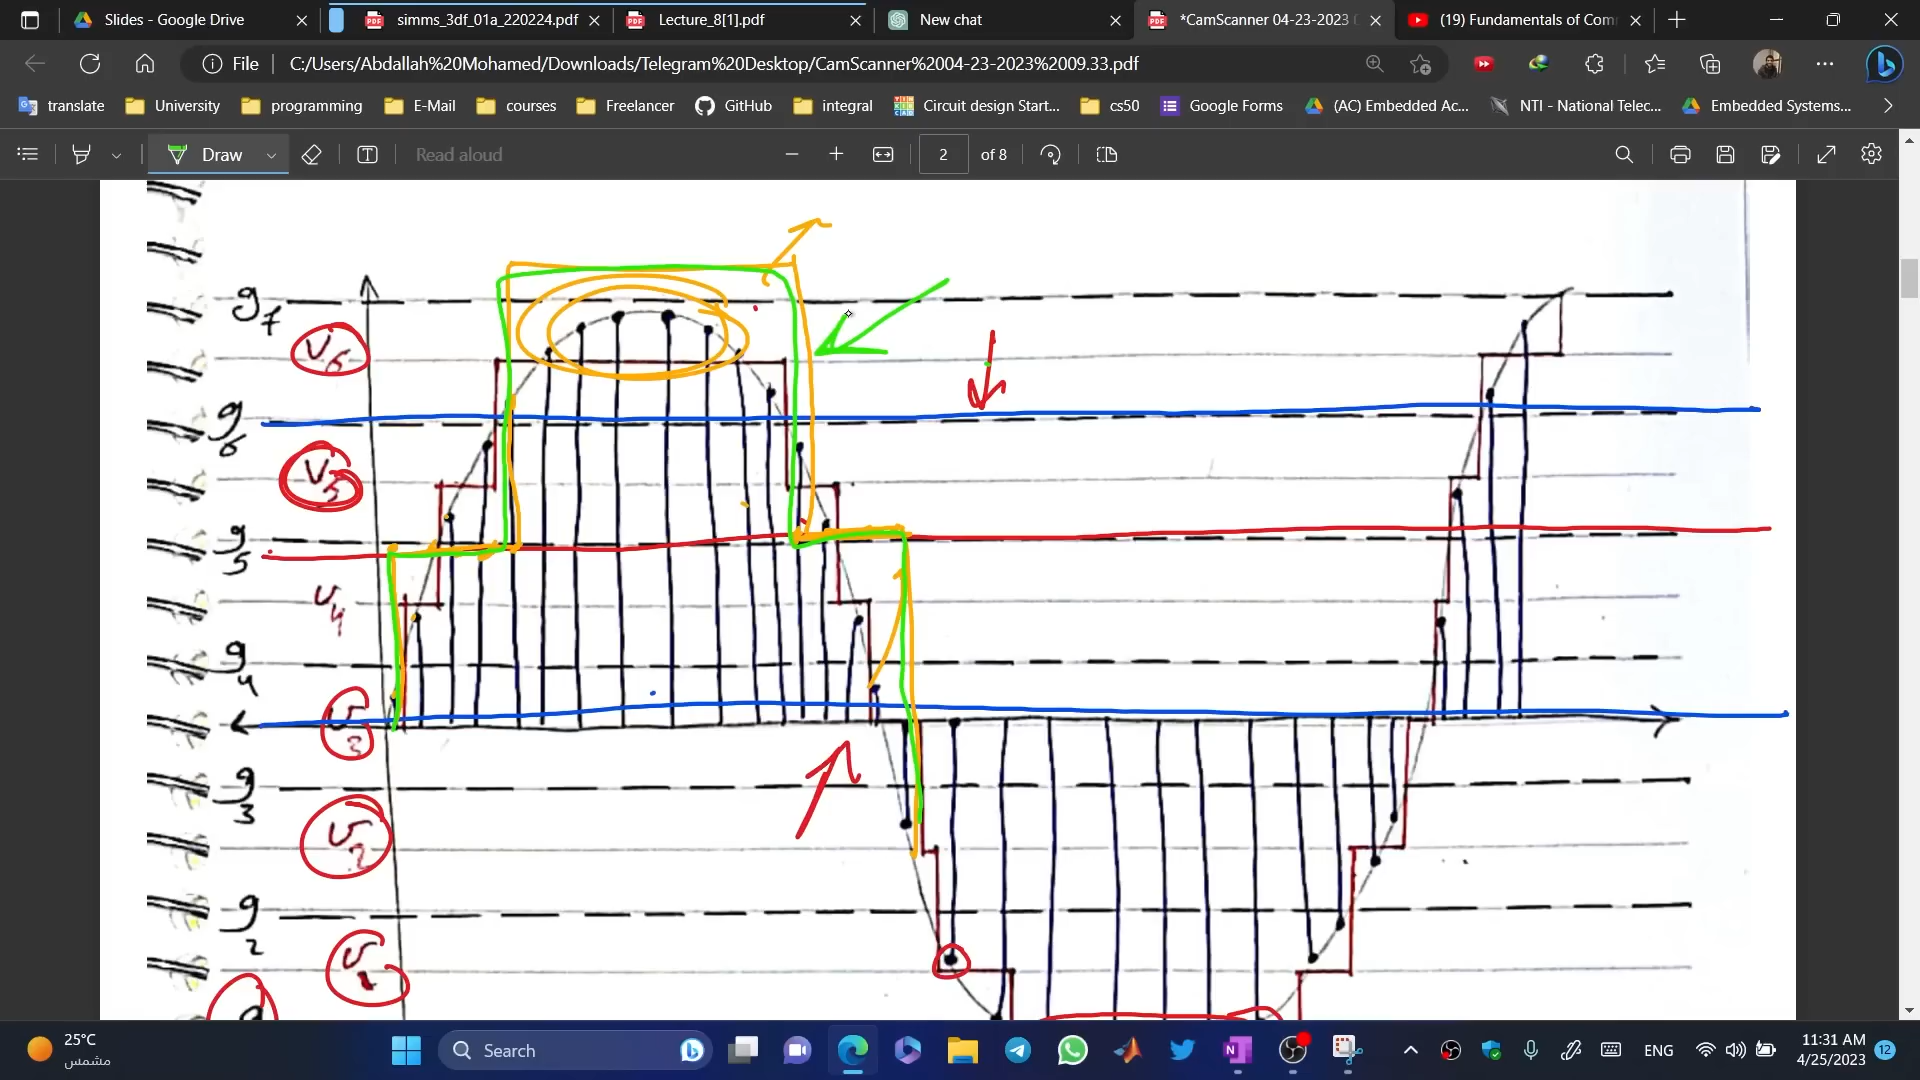 Slides - Google Drive
simms_3df_01a_220224.pdf
Lecture_8[1].pdf
New chat
*CamScanner 04-23-2023
(19) Fundamentals of Com
File
C:/Users/Abdallah%20Mohamed/Downloads/Telegram%20Desktop/CamScanner%2004-23-2023%2009.33.pdf
translate
University
programming
E-Mail
courses
Freelancer
GitHub
integral
Circuit design Start...
cs50
Google Forms
(AC) Embedded Ac...
NTI - National Telec...
Embedded Systems...
Draw
Read aloud
2 of 8
g7
V6
g6
V5
g5
V4
g4
V3
g3
V2
g2
V1
g
25°C
مشمس
Search
ENG
11:31 AM
4/25/2023
12